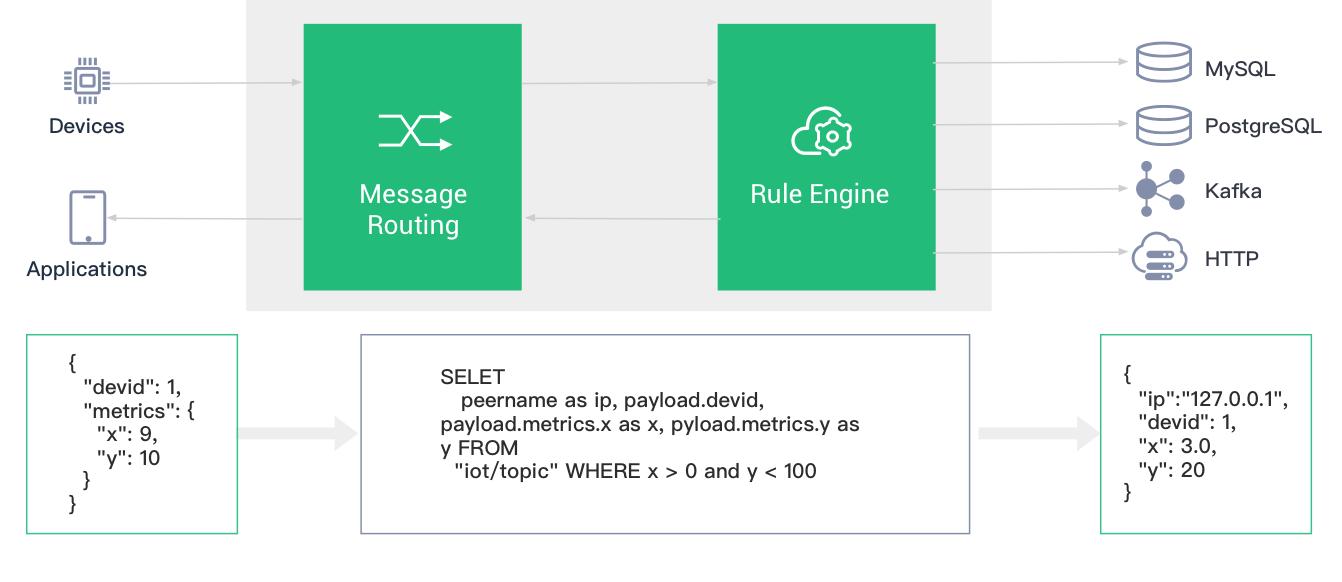 Devices
Applications
Message
Routing
Rule Engine
MySQL
PostgreSQL
Kafka
HTTP
{
"devid": 1,
"metrics": {
"x": 9,
"y": 10
}
}
SELET
peername as ip, payload.devid,
payload.metrics.x as x, pyload.metrics.y as
y FROM
"iot/topic" WHERE x > 0 and y < 100
{
"ip":"127.0.0.1",
"devid": 1,
"x": 3.0,
"y": 20
}